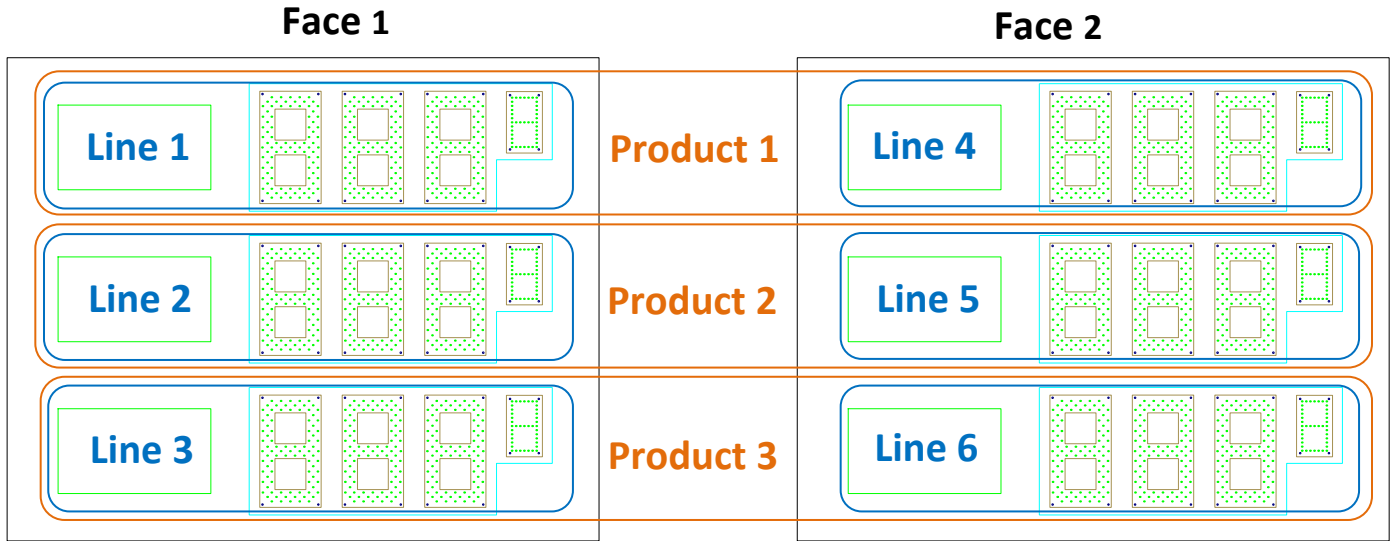 Face 1
Face 2
Line 1
Product 1
Line 4
Line 2
Product 2
Line 5
Line 3
Product 3
Line 6